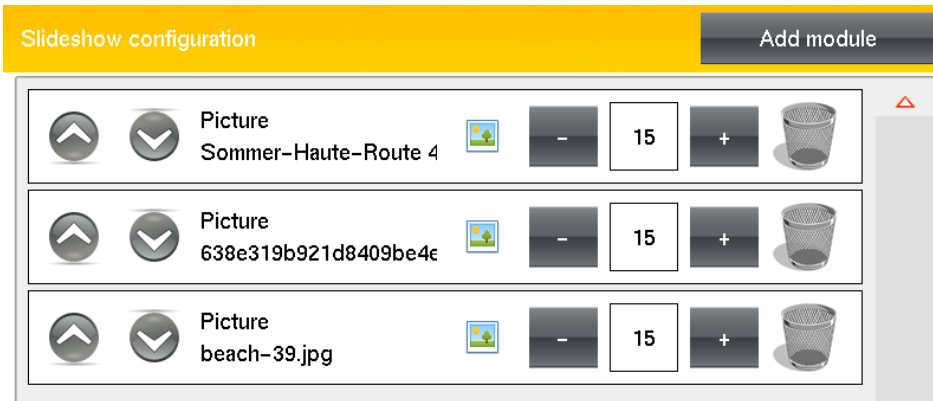 Slideshow configuration
Add module
Picture
Sommer-Haute-Route 4
- 15 +
Picture
638e319b921d8409be4e
- 15 +
Picture
beach-39.jpg
- 15 +